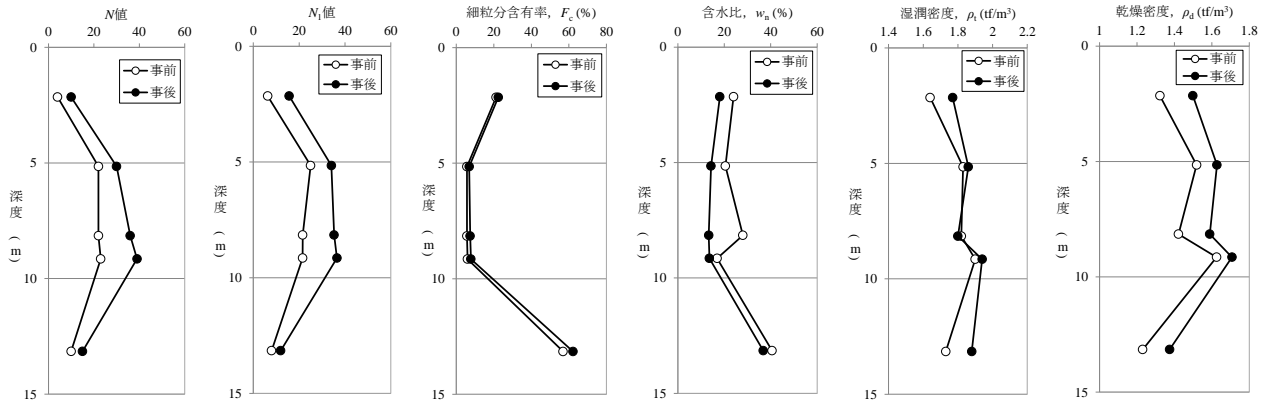 N値
0 20 40 60
0
5
10
15
深度 (m)
事前
事後
N₁値
0 20 40 60
0
5
10
15
深度 (m)
事前
事後
細粒分含有率, Fc (%)
0 20 40 60 80
0
5
10
15
深度 (m)
事前
事後
含水比, wn (%)
0 20 40 60
0
5
10
15
深度 (m)
事前
事後
湿潤密度, ρt (tf/m³)
1.4 1.6 1.8 2 2.2
0
5
10
15
深度 (m)
事前
事後
乾燥密度, ρd (tf/m³)
1 1.2 1.4 1.6 1.8
0
5
10
15
深度 (m)
事前
事後